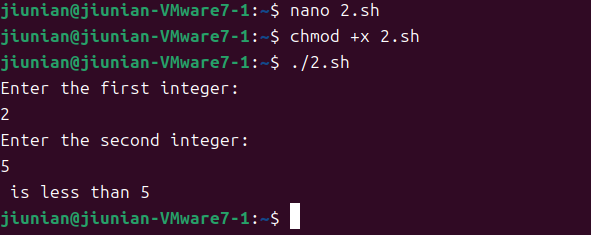 jiunian@jiunian-VMware7-1:~$ nano 2.sh
jiunian@jiunian-VMware7-1:~$ chmod +x 2.sh
jiunian@jiunian-VMware7-1:~$ ./2.sh
Enter the first integer:
2
Enter the second integer:
5
 is less than 5
jiunian@jiunian-VMware7-1:~$